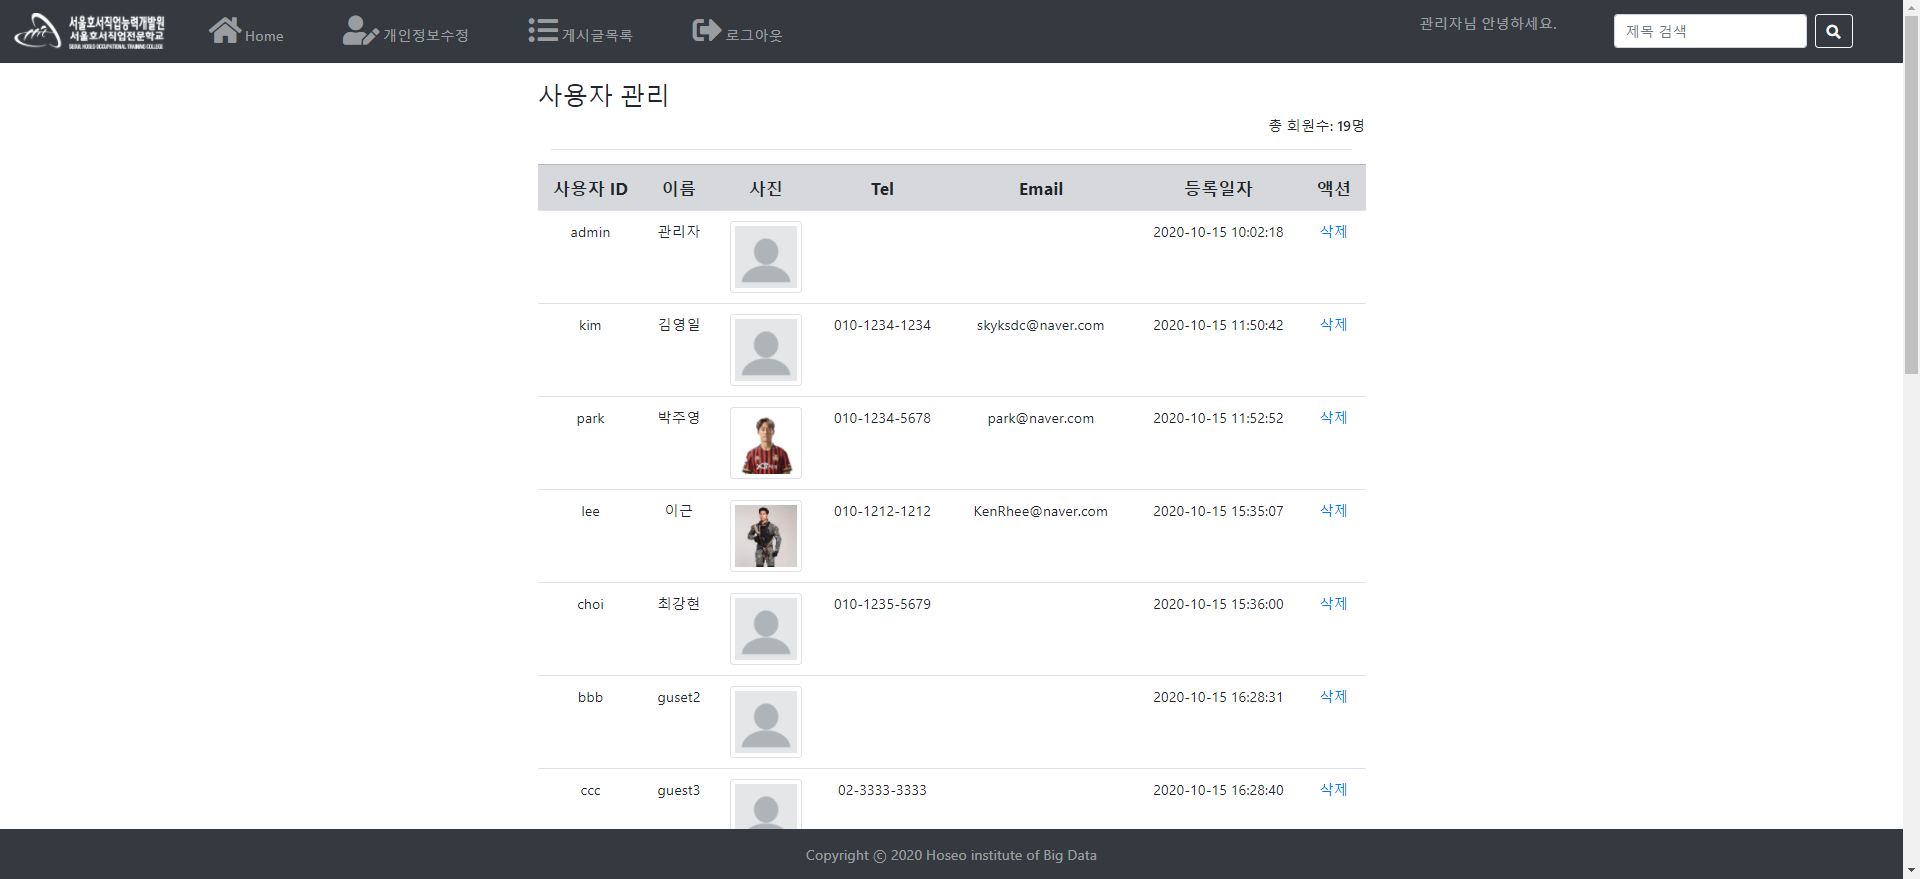 서울호서직업능력개발원
서울호서직업전문학교
SEOUL HOSEO OCCUPATIONAL TRAINING COLLEGE
Home
개인정보수정
게시글목록
로그아웃
관리자님 안녕하세요.
제목 검색
사용자 관리
총 회원수: 19명
사용자 ID 이름 사진 Tel Email 등록일자 액션
admin 관리자 2020-10-15 10:02:18 삭제
kim 김영일 010-1234-1234 skyksdc@naver.com 2020-10-15 11:50:42 삭제
park 박주영 010-1234-5678 park@naver.com 2020-10-15 11:52:52 삭제
lee 이근 010-1212-1212 KenRhee@naver.com 2020-10-15 15:35:07 삭제
choi 최강현 010-1235-5679 2020-10-15 15:36:00 삭제
bbb guset2 2020-10-15 16:28:31 삭제
ccc guest3 02-3333-3333 2020-10-15 16:28:40 삭제
Copyright ⓒ 2020 Hoseo institute of Big Data